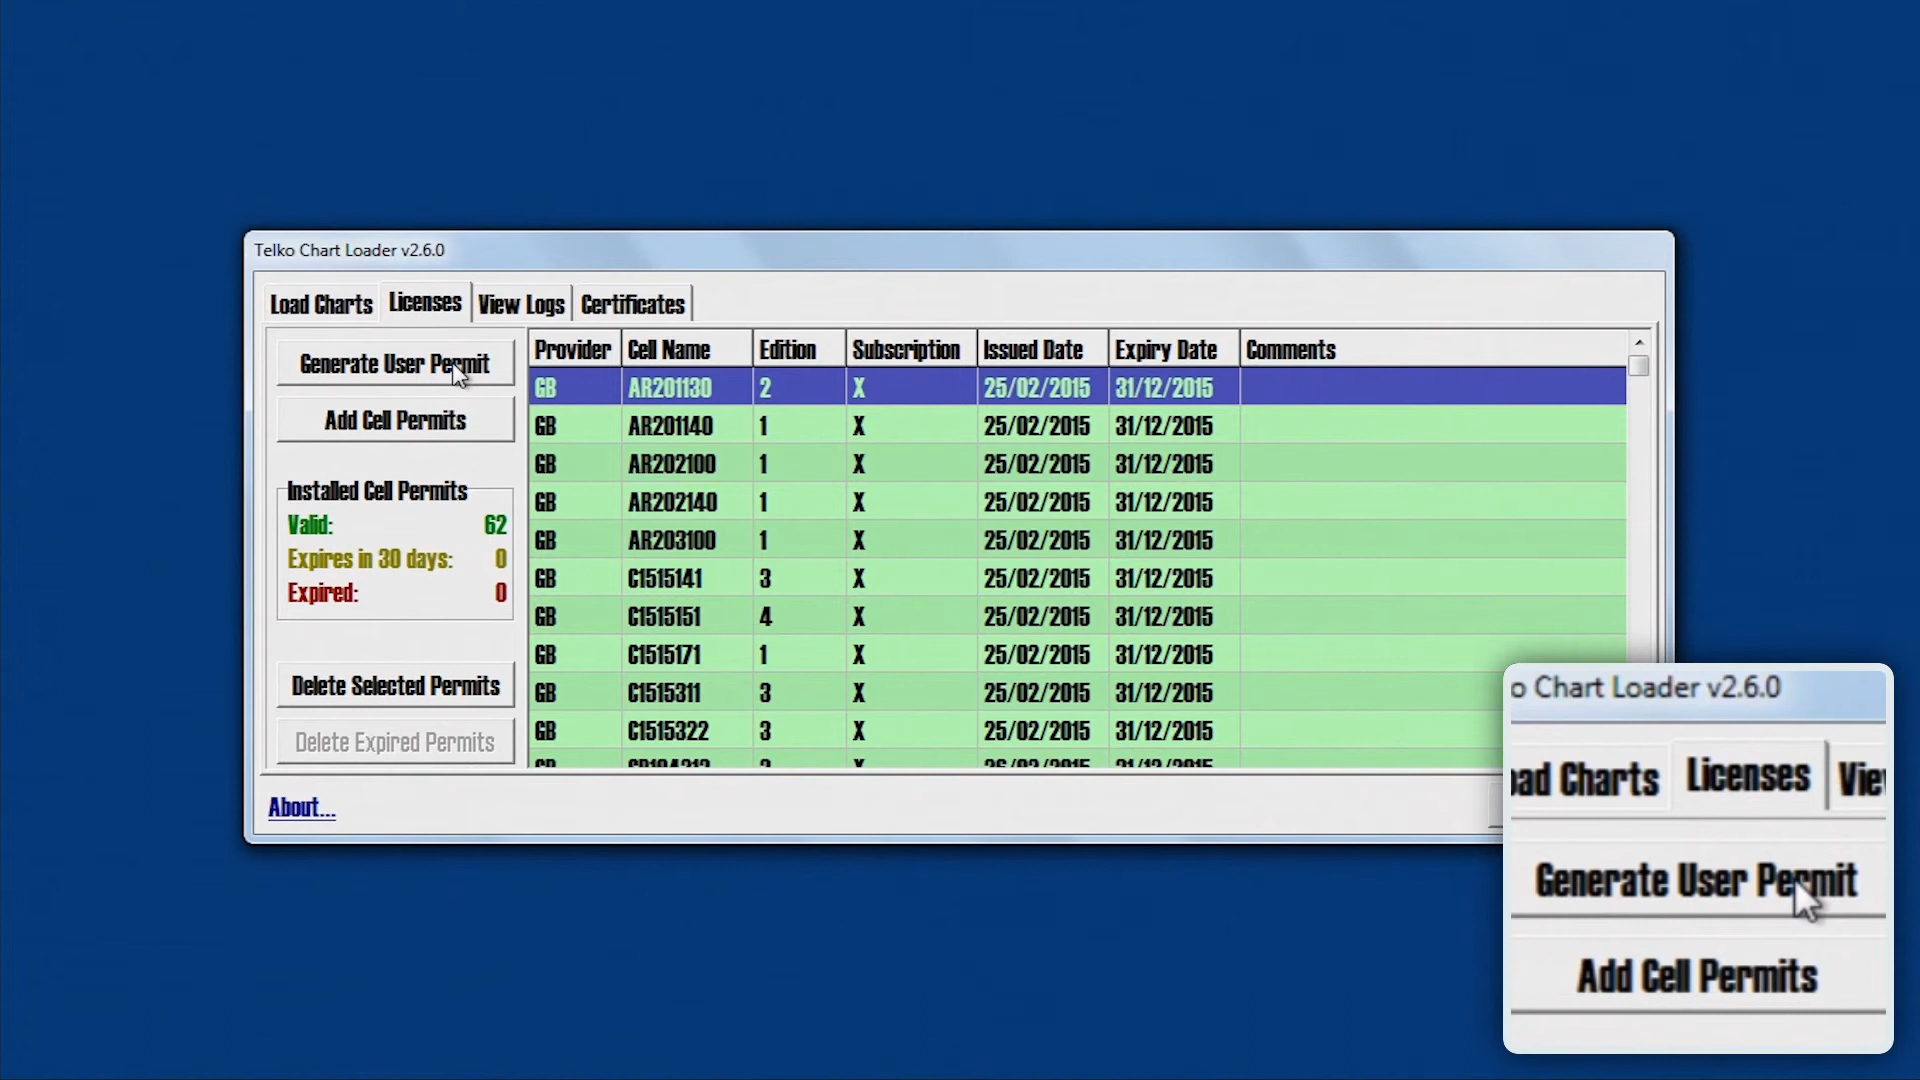 Telko Chart Loader v2.6.0
Load Charts Licenses View Logs Certificates
Generate User Permit
Add Cell Permits
Installed Cell Permits
Valid: 62
Expires in 30 days: 0
Expired: 0
Delete Selected Permits
Delete Expired Permits
About...
Provider Cell Name Edition Subscription Issued Date Expiry Date Comments
GB AR201130 2 X 25/02/2015 31/12/2015
GB AR201140 1 X 25/02/2015 31/12/2015
GB AR202100 1 X 25/02/2015 31/12/2015
GB AR202140 1 X 25/02/2015 31/12/2015
GB AR203100 1 X 25/02/2015 31/12/2015
GB C1515141 3 X 25/02/2015 31/12/2015
GB C1515151 4 X 25/02/2015 31/12/2015
GB C1515171 1 X 25/02/2015 31/12/2015
GB C1515311 3 X 25/02/2015 31/12/2015
GB C1515322 3 X 25/02/2015 31/12/2015
o Chart Loader v2.6.0
oad Charts Licenses Vie
Generate User Permit
Add Cell Permits